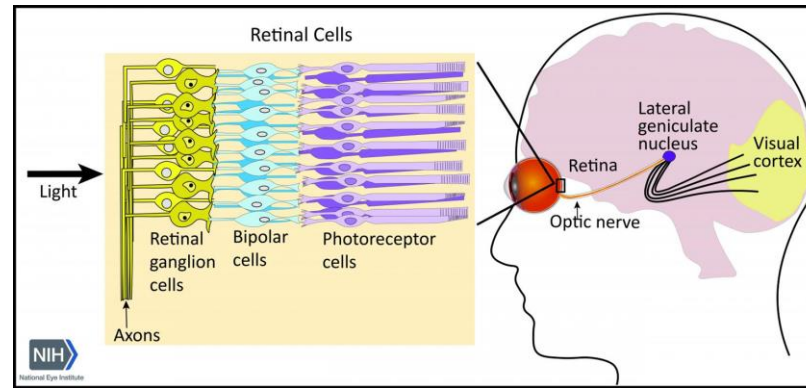 Retinal Cells
Light
Retinal
ganglion
cells
Bipolar
cells
Photoreceptor
cells
Axons
Retina
Optic nerve
Lateral
geniculate
nucleus
Visual
cortex
NIH
National Eye Institute